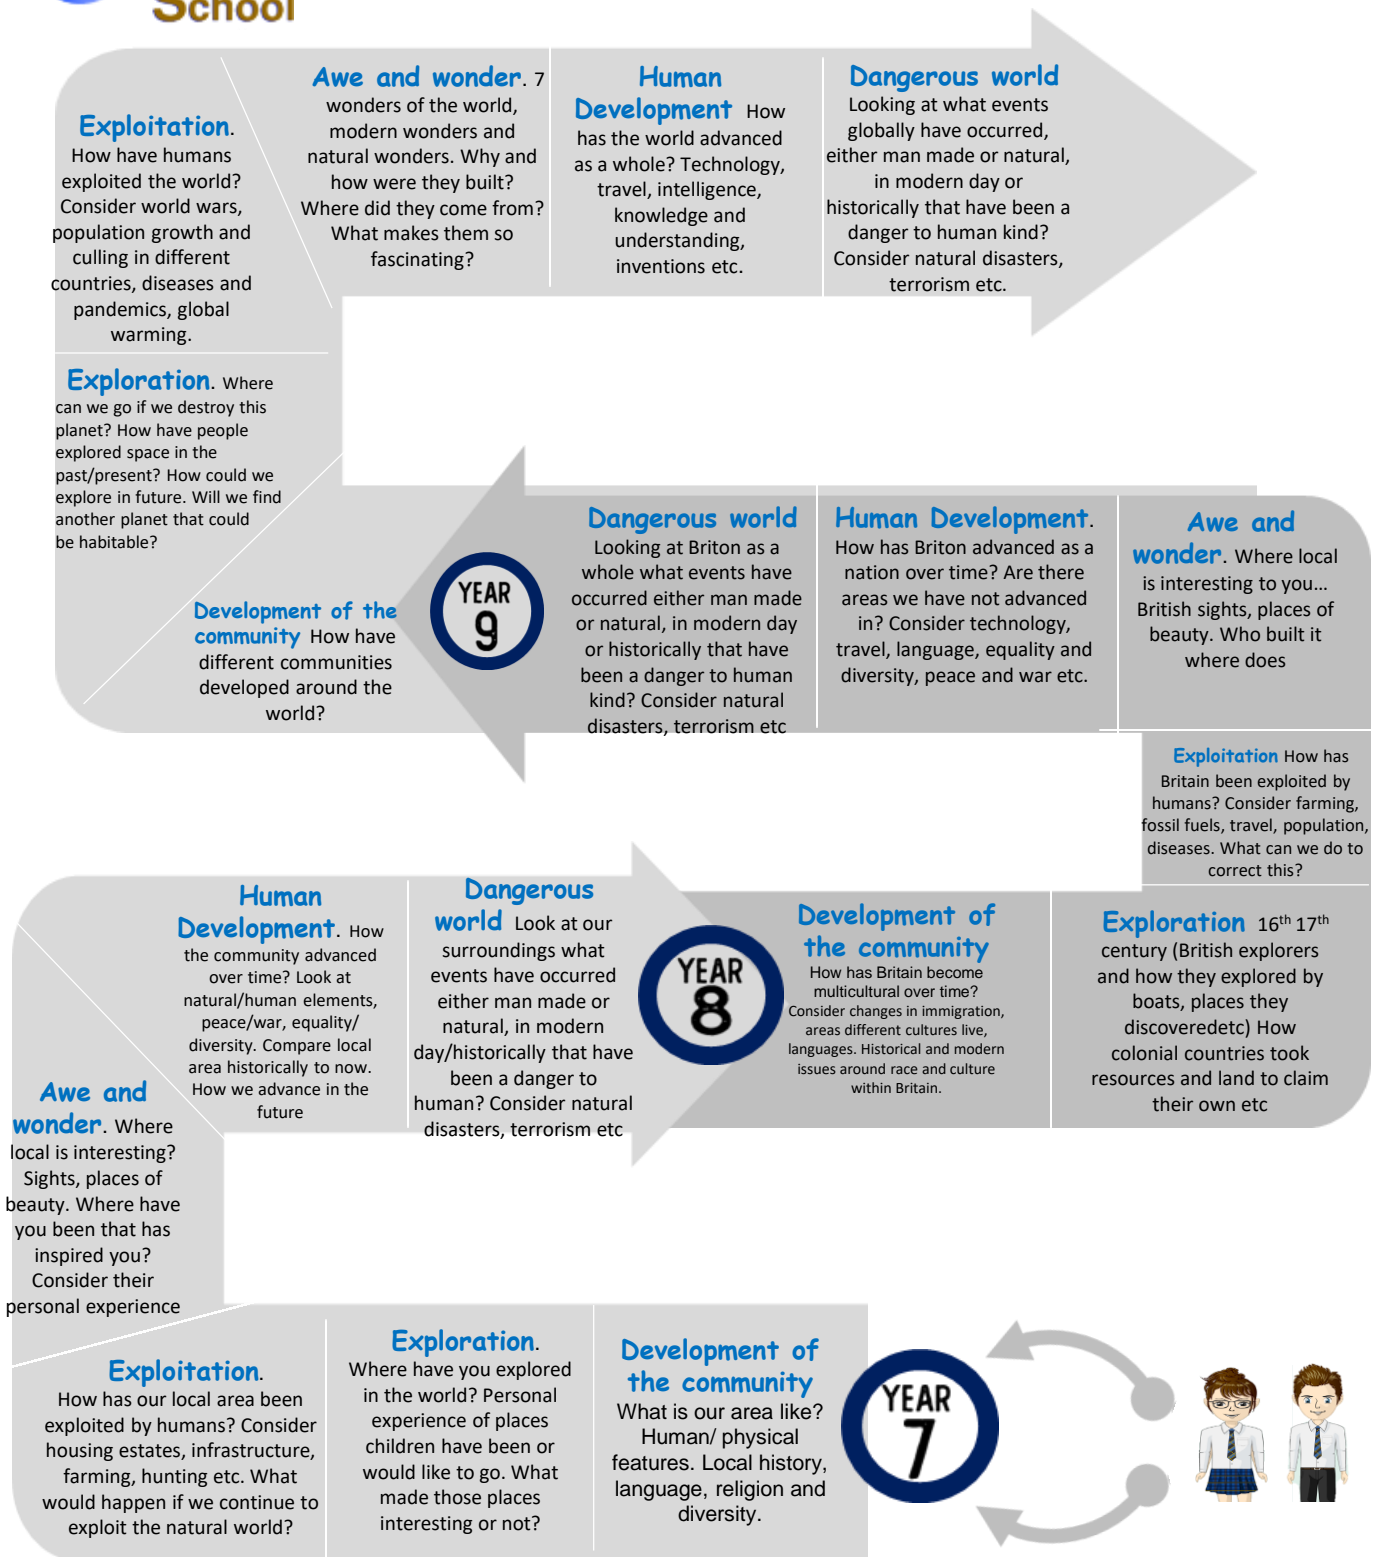 School
Exploitation.
How have humans
exploited the world?
Consider world wars,
population growth and
culling in different
countries, diseases and
pandemics, global
warming.
Awe and wonder. 7
wonders of the world,
modern wonders and
natural wonders. Why and
how were they built?
Where did they come from?
What makes them so
fascinating?
Human
Development How
has the world advanced
as a whole? Technology,
travel, intelligence,
knowledge and
understanding,
inventions etc.
Dangerous world
Looking at what events
globally have occurred,
either man made or natural,
in modern day or
historically that have been a
danger to human kind?
Consider natural disasters,
terrorism etc.
Exploration. Where
can we go if we destroy this
planet? How have people
explored space in the
past/present? How could we
explore in future. Will we find
another planet that could
be habitable?
Development of the
community How have
different communities
developed around the
world?
YEAR
9
Dangerous world
Looking at Briton as a
whole what events have
occurred either man made
or natural, in modern day
or historically that have
been a danger to human
kind? Consider natural
disasters, terrorism etc
Human Development.
How has Briton advanced as a
nation over time? Are there
areas we have not advanced
in? Consider technology,
travel, language, equality and
diversity, peace and war etc.
Awe and
wonder. Where local
is interesting to you...
British sights, places of
beauty. Who built it
where does
Exploitation How has
Britain been exploited by
humans? Consider farming,
fossil fuels, travel, population,
diseases. What can we do to
correct this?
Human
Development. How
the community advanced
over time? Look at
natural/human elements,
peace/war, equality/
diversity. Compare local
area historically to now.
How we advance in the
future
Dangerous
world Look at our
surroundings what
events have occurred
either man made or
natural, in modern
day/historically that have
been a danger to
human? Consider natural
disasters, terrorism etc
YEAR
8
Development of
the community
How has Britain become
multicultural over time?
Consider changes in immigration,
areas different cultures live,
languages. Historical and modern
issues around race and culture
within Britain.
Exploration 16th 17th
century (British explorers
and how they explored by
boats, places they
discoveredetc) How
colonial countries took
resources and land to claim
their own etc
Awe and
wonder. Where
local is interesting?
Sights, places of
beauty. Where have
you been that has
inspired you?
Consider their
personal experience
Exploitation.
How has our local area been
exploited by humans? Consider
housing estates, infrastructure,
farming, hunting etc. What
would happen if we continue to
exploit the natural world?
Exploration.
Where have you explored
in the world? Personal
experience of places
children have been or
would like to go. What
made those places
interesting or not?
Development of
the community
What is our area like?
Human/ physical
features. Local history,
language, religion and
diversity.
YEAR
7